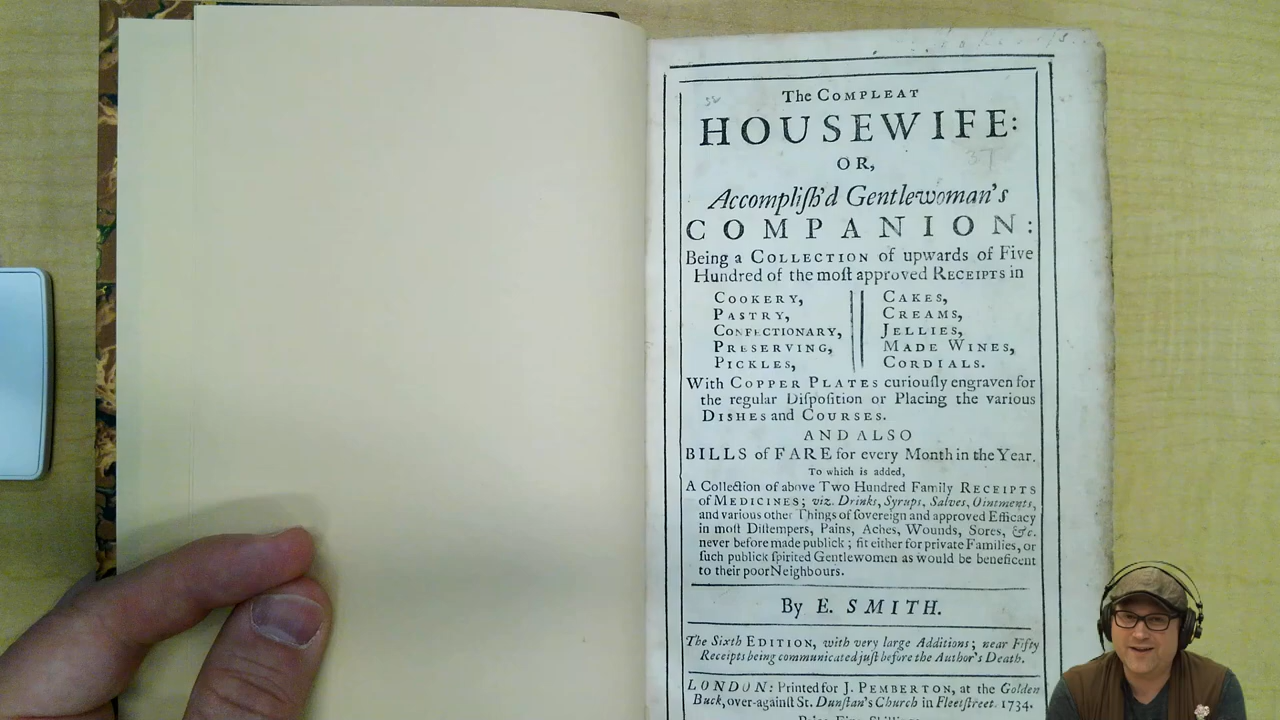 The COMPLEAT
HOUSEWIFE:
OR,
Accompliſh'd Gentlewoman's
COMPANION:
Being a COLLECTION of upwards of Five
Hundred of the moſt approved RECEIPTS in
COOKERY,
PASTRY,
CONFECTIONARY,
PRESERVING,
PICKLES,
CAKES,
CREAMS,
JELLIES,
MADE WINES,
CORDIALS.
With COPPER PLATES curiouſly engraven for
the regular Diſpoſition or Placing the various
DISHES and COURSES.
AND ALSO
BILLS of FARE for every Month in the Year.
To which is added,
A Collection of above Two Hundred Family RECEIPTS
of MEDICINES; viz. Drinks, Syrups, Salves, Ointments,
and various other Things of ſovereign and approved Efficacy
in moſt Diſtempers, Pains, Aches, Wounds, Sores, &c.
never before made publick; fit either for private Families, or
ſuch publick ſpirited Gentlewomen as would be beneficent
to their poor Neighbours.
By E. SMITH.
The Sixth EDITION, with very large Additions; near Fifty
Receipts being communicated juſt before the Author's Death.
LONDON: Printed for J. PEMBERTON, at the Golden
Buck, over-againſt St. Dunſtan's Church in Fleetſtreet. 1734.
Price Five Shillings